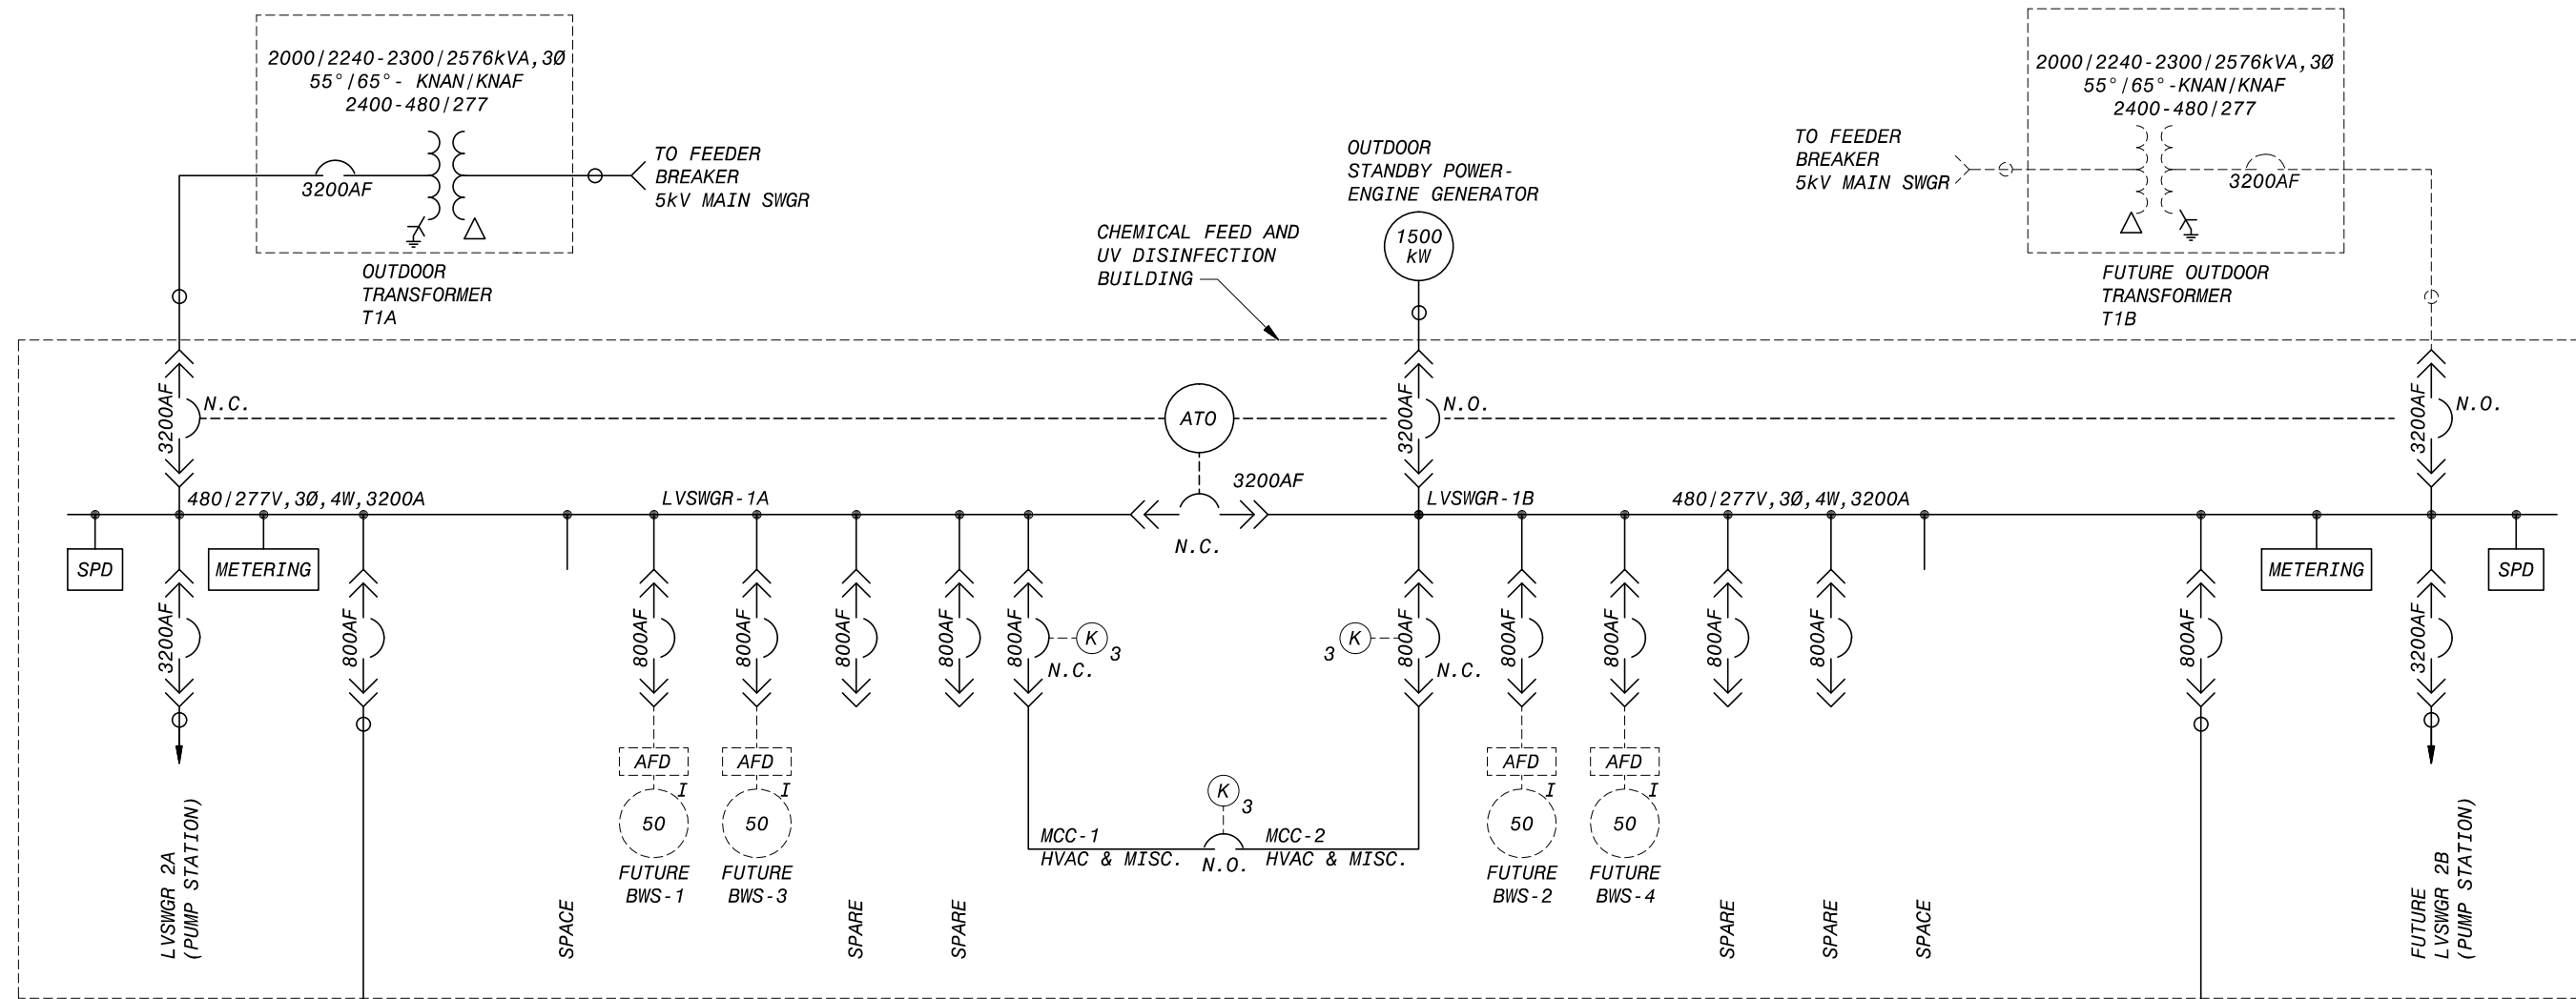 2000/2240-2300/2576kVA,3Ø
55°/65°- KNAN/KNAF
2400-480/277
3200AF
TO FEEDER
BREAKER
5kV MAIN SWGR
OUTDOOR
TRANSFORMER
T1A
CHEMICAL FEED AND
UV DISINFECTION
BUILDING
OUTDOOR
STANDBY POWER-
ENGINE GENERATOR
1500
kW
TO FEEDER
BREAKER
5kV MAIN SWGR
2000/2240-2300/2576kVA,3Ø
55°/65°-KNAN/KNAF
2400-480/277
3200AF
FUTURE OUTDOOR
TRANSFORMER
T1B
3200AF
N.C.
ATO
3200AF
N.O.
3200AF
N.O.
480/277V,3Ø,4W,3200A
LVSWGR-1A
3200AF
N.C.
LVSWGR-1B
480/277V,3Ø,4W,3200A
SPD
METERING
METERING
SPD
3200AF
800AF
800AF
800AF
800AF
800AF
800AF
K
3
N.C.
K
3
800AF
N.C.
800AF
800AF
800AF
800AF
800AF
3200AF
AFD
I
50
FUTURE
BWS-1
AFD
I
50
FUTURE
BWS-3
K
3
MCC-1
HVAC & MISC.
N.O.
MCC-2
HVAC & MISC.
AFD
I
50
FUTURE
BWS-2
AFD
I
50
FUTURE
BWS-4
LVSWGR 2A
(PUMP STATION)
SPACE
SPARE
SPARE
SPARE
SPARE
SPACE
FUTURE
LVSWGR 2B
(PUMP STATION)